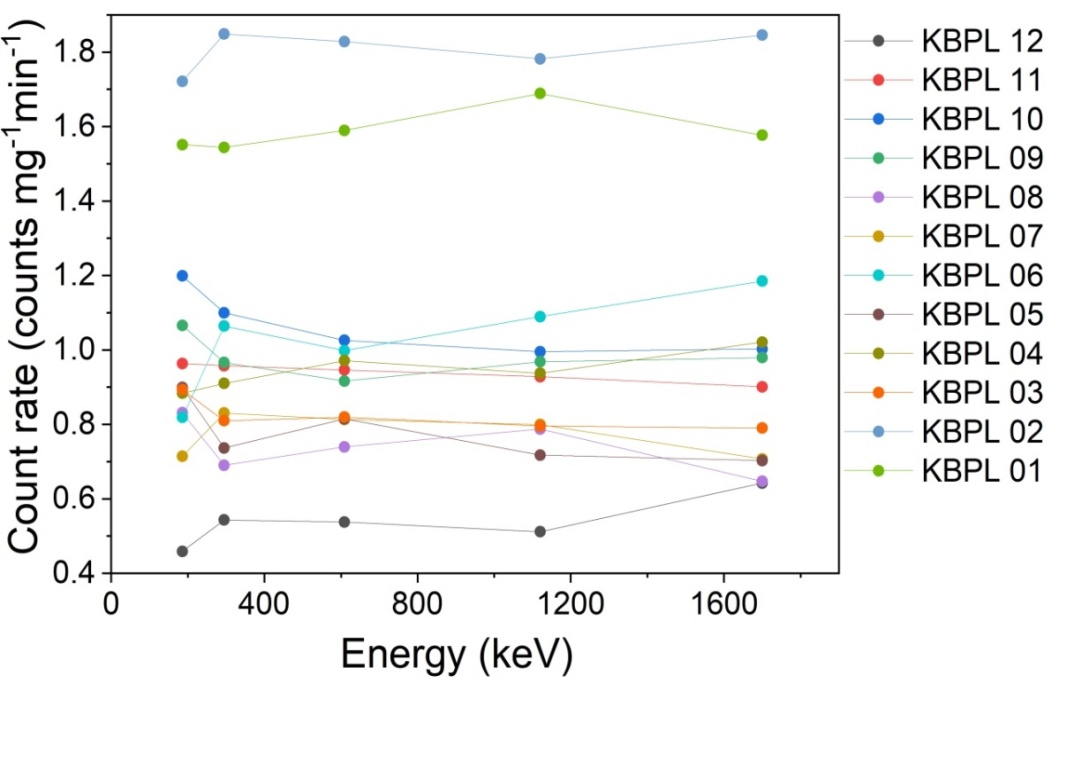 Count rate (counts mg⁻¹min⁻¹)
1.8
1.6
1.4
1.2
1.0
0.8
0.6
0.4
0 400 800 1200 1600
Energy (keV)
KBPL 12
KBPL 11
KBPL 10
KBPL 09
KBPL 08
KBPL 07
KBPL 06
KBPL 05
KBPL 04
KBPL 03
KBPL 02
KBPL 01